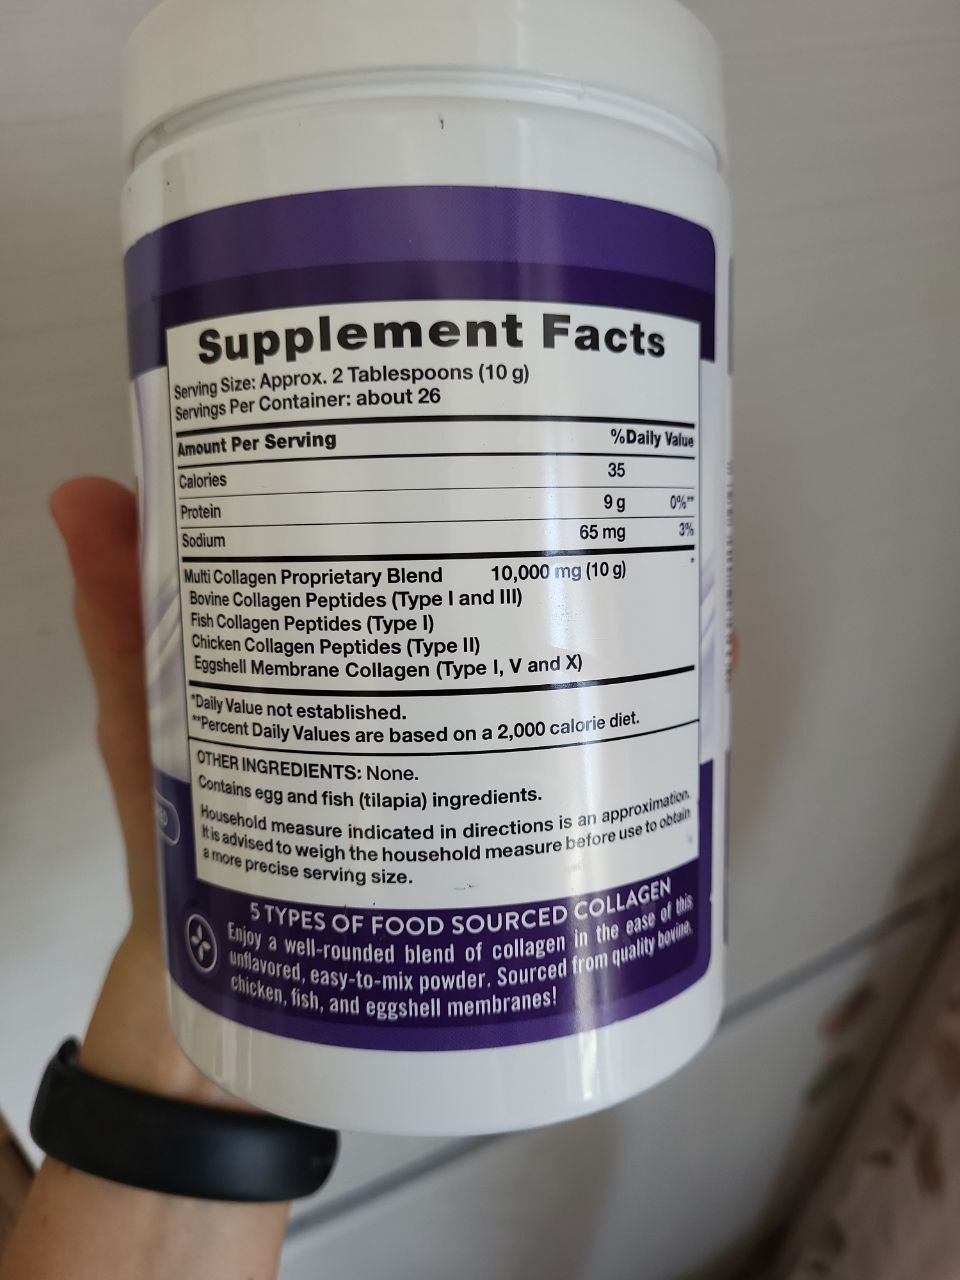 Supplement Facts
Serving Size: Approx. 2 Tablespoons (10 g)
Servings Per Container: about 26
Amount Per Serving %Daily Value
Calories 35
Protein 9 g 0%**
Sodium 65 mg 3%
Multi Collagen Proprietary Blend 10,000 mg (10 g) *
Bovine Collagen Peptides (Type I and III)
Fish Collagen Peptides (Type I)
Chicken Collagen Peptides (Type II)
Eggshell Membrane Collagen (Type I, V and X)
*Daily Value not established.
**Percent Daily Values are based on a 2,000 calorie diet.
OTHER INGREDIENTS: None.
Contains egg and fish (tilapia) ingredients.
Household measure indicated in directions is an approximation.
It is advised to weigh the household measure before use to obtain
a more precise serving size.
5 TYPES OF FOOD SOURCED COLLAGEN
Enjoy a well-rounded blend of collagen in the ease of this
unflavored, easy-to-mix powder. Sourced from quality bovine,
chicken, fish, and eggshell membranes!